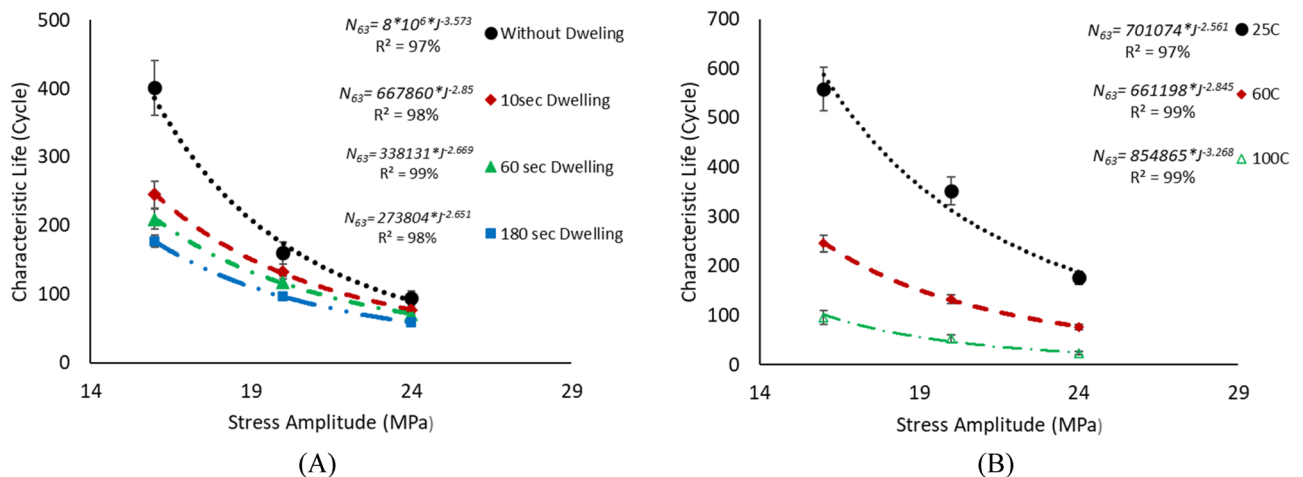 500
400
300
200
100
0
14
19
24
29
Characteristic Life (Cycle)
Stress Amplitude (MPa)
N63= 8*10^6*J^-3.573
R² = 97%
Without Dweling
N63= 667860*J^-2.85
R² = 98%
10sec Dwelling
N63= 338131*J^-2.669
R² = 99%
60 sec Dwelling
N63= 273804*J^-2.651
R² = 98%
180 sec Dwelling
(A)
700
600
500
400
300
200
100
0
14
19
24
29
Characteristic Life (Cycle)
Stress Amplitude (MPa)
N63= 701074*J^-2.561
R² = 97%
25C
N63= 661198*J^-2.845
R² = 99%
60C
N63= 854865*J^-3.268
R² = 99%
100C
(B)